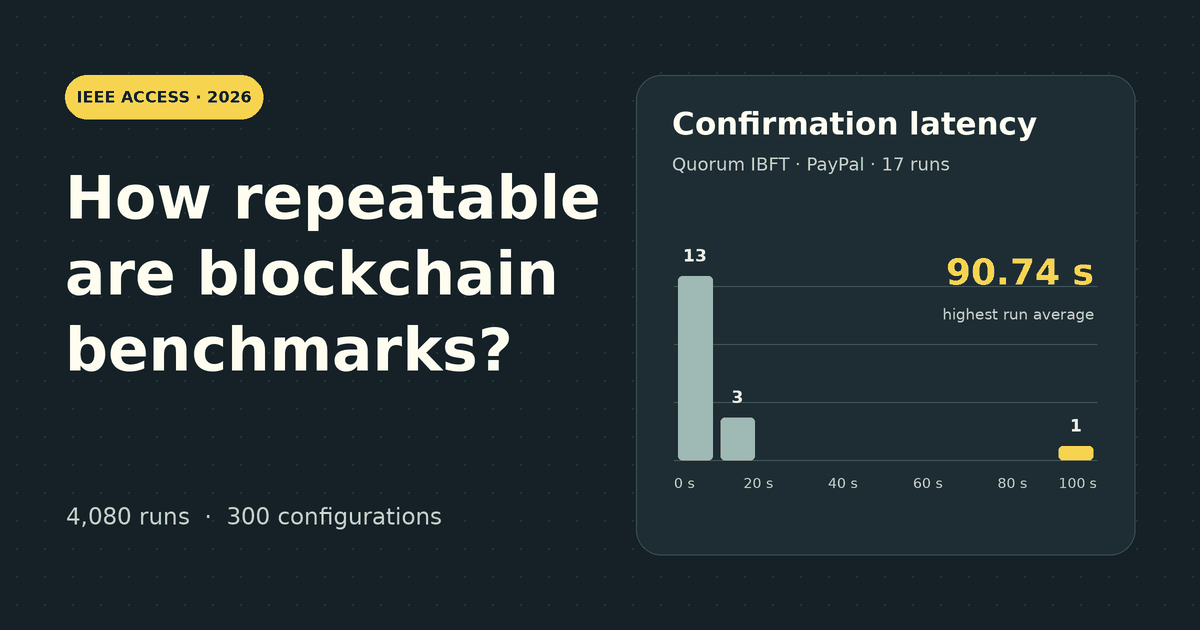 IEEE ACCESS · 2026
How repeatable
are blockchain
benchmarks?
4,080 runs · 300 configurations
Confirmation latency
Quorum IBFT · PayPal · 17 runs
13
90.74 s
highest run average
3
1
0 s 20 s 40 s 60 s 80 s 100 s